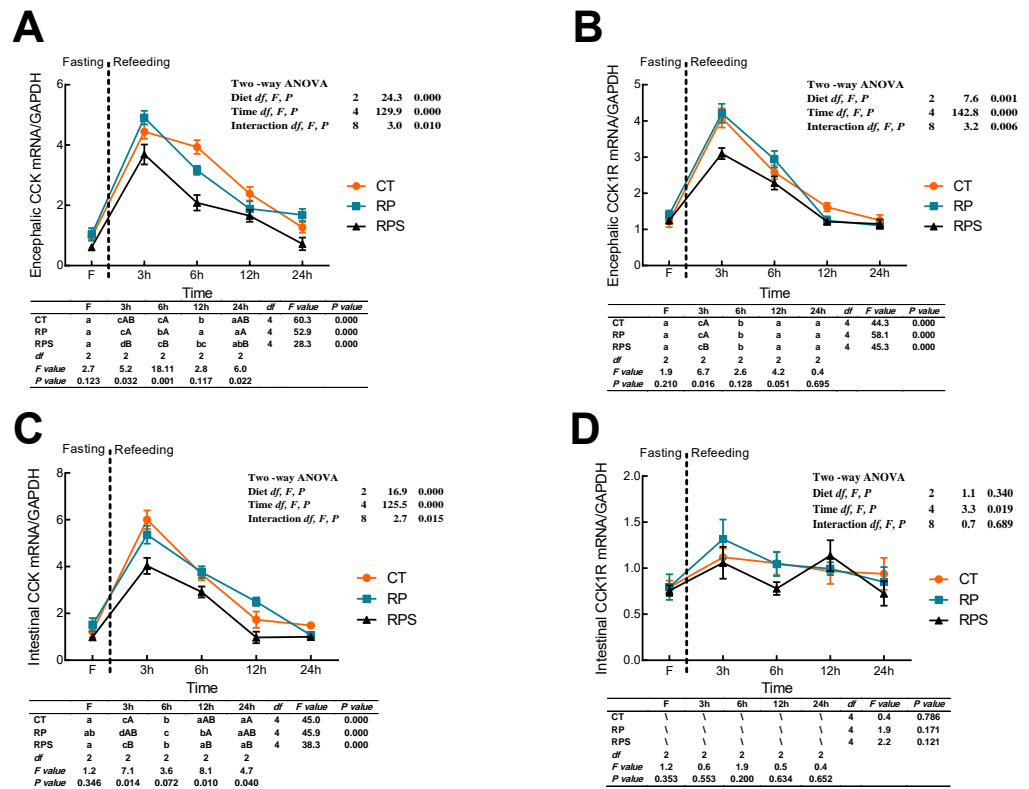 A
Fasting Refeeding
Two -way ANOVA
Diet df, F, P 2 24.3 0.000
Time df, F, P 4 129.9 0.000
Interaction df, F, P 8 3.0 0.010
Encephalic CCK mRNA/GAPDH
6
4
2
0
CT
RP
RPS
F 3h 6h 12h 24h
Time
F 3h 6h 12h 24h df F value P value
CT a cAB cA b aAB 4 60.3 0.000
RP a cA bA a aA 4 52.9 0.000
RPS a dB cB bc abB 4 28.3 0.000
df 2 2 2 2 2
F value 2.7 5.2 18.11 2.8 6.0
P value 0.123 0.032 0.001 0.117 0.022
B
Fasting Refeeding
Two -way ANOVA
Diet df, F, P 2 7.6 0.001
Time df, F, P 4 142.8 0.000
Interaction df, F, P 8 3.2 0.006
Encephalic CCK1R mRNA/GAPDH
5
4
3
2
1
0
CT
RP
RPS
F 3h 6h 12h 24h
Time
F 3h 6h 12h 24h df F value P value
CT a cA b a a 4 44.3 0.000
RP a cA b a a 4 58.1 0.000
RPS a cB b a a 4 45.3 0.000
df 2 2 2 2 2
F value 1.9 6.7 2.6 4.2 0.4
P value 0.210 0.016 0.128 0.051 0.695
C
Fasting Refeeding
Two -way ANOVA
Diet df, F, P 2 16.9 0.000
Time df, F, P 4 125.5 0.000
Interaction df, F, P 8 2.7 0.015
Intestinal CCK mRNA/GAPDH
8
6
4
2
0
CT
RP
RPS
F 3h 6h 12h 24h
Time
F 3h 6h 12h 24h df F value P value
CT a cA b aAB aA 4 45.0 0.000
RP ab dAB c bA aAB 4 45.9 0.000
RPS a cB b aB aB 4 38.3 0.000
df 2 2 2 2 2
F value 1.2 7.1 3.6 8.1 4.7
P value 0.346 0.014 0.072 0.010 0.040
D
Fasting Refeeding
Two -way ANOVA
Diet df, F, P 2 1.1 0.340
Time df, F, P 4 3.3 0.019
Interaction df, F, P 8 0.7 0.689
Intestinal CCK1R mRNA/GAPDH
2.0
1.5
1.0
0.5
0.0
CT
RP
RPS
F 3h 6h 12h 24h
Time
F 3h 6h 12h 24h df F value P value
CT \ \ \ \ \ 4 0.4 0.786
RP \ \ \ \ \ 4 1.9 0.171
RPS \ \ \ \ \ 4 2.2 0.121
df 2 2 2 2 2
F value 1.2 0.6 1.9 0.5 0.4
P value 0.353 0.553 0.200 0.634 0.652